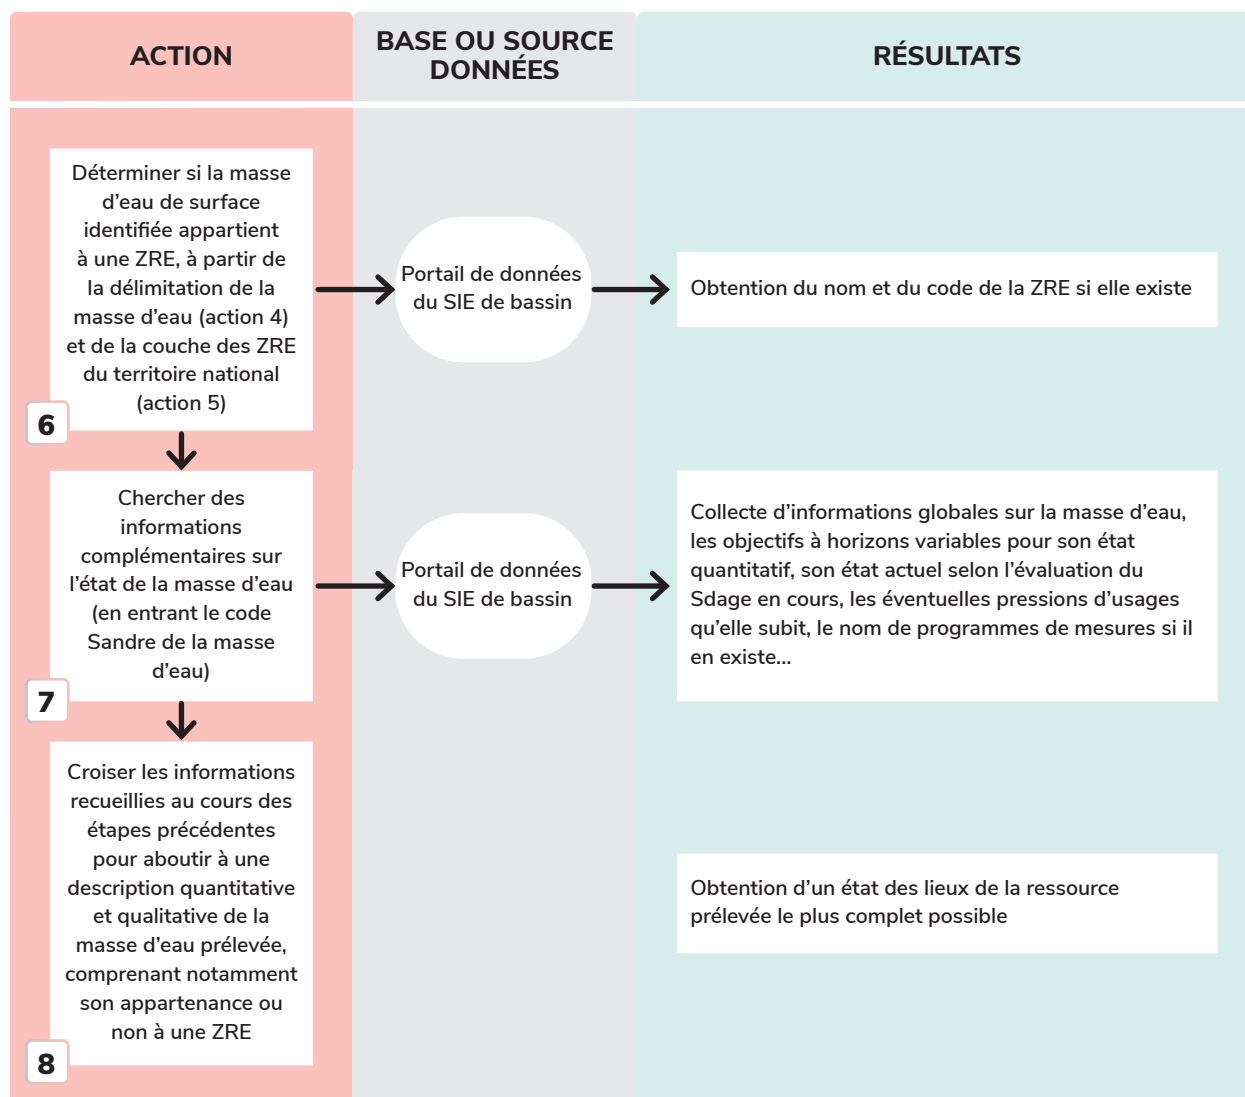 ACTION
BASE OU SOURCE
DONNÉES
RÉSULTATS
Déterminer si la masse
d’eau de surface
identifiée appartient
à une ZRE, à partir de
la délimitation de la
masse d’eau (action 4)
et de la couche des ZRE
du territoire national
(action 5)
6
Portail de données
du SIE de bassin
Obtention du nom et du code de la ZRE si elle existe
Chercher des
informations
complémentaires sur
l’état de la masse d’eau
(en entrant le code
Sandre de la masse
d’eau)
7
Portail de données
du SIE de bassin
Collecte d’informations globales sur la masse d’eau,
les objectifs à horizons variables pour son état
quantitatif, son état actuel selon l’évaluation du
Sdage en cours, les éventuelles pressions d’usages
qu’elle subit, le nom de programmes de mesures si il
en existe...
Croiser les informations
recueillies au cours des
étapes précédentes
pour aboutir à une
description quantitative
et qualitative de la
masse d’eau prélevée,
comprenant notamment
son appartenance ou
non à une ZRE
8
Obtention d’un état des lieux de la ressource
prélevée le plus complet possible